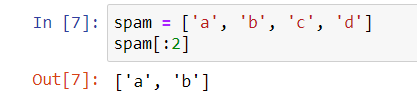 In [7]: spam = ['a', 'b', 'c', 'd']
spam[:2]
Out[7]: ['a', 'b']